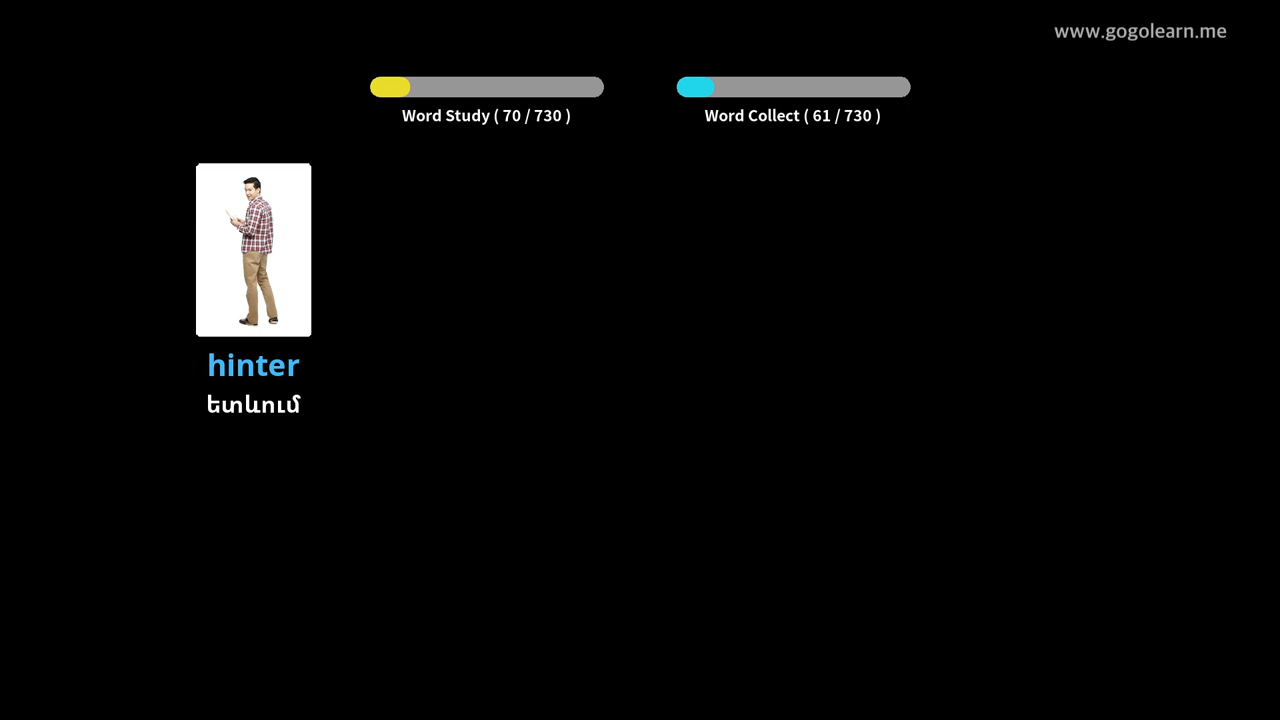 www.gogolearn.me
Word Study ( 70 / 730 )
Word Collect ( 61 / 730 )
hinter
ետևում